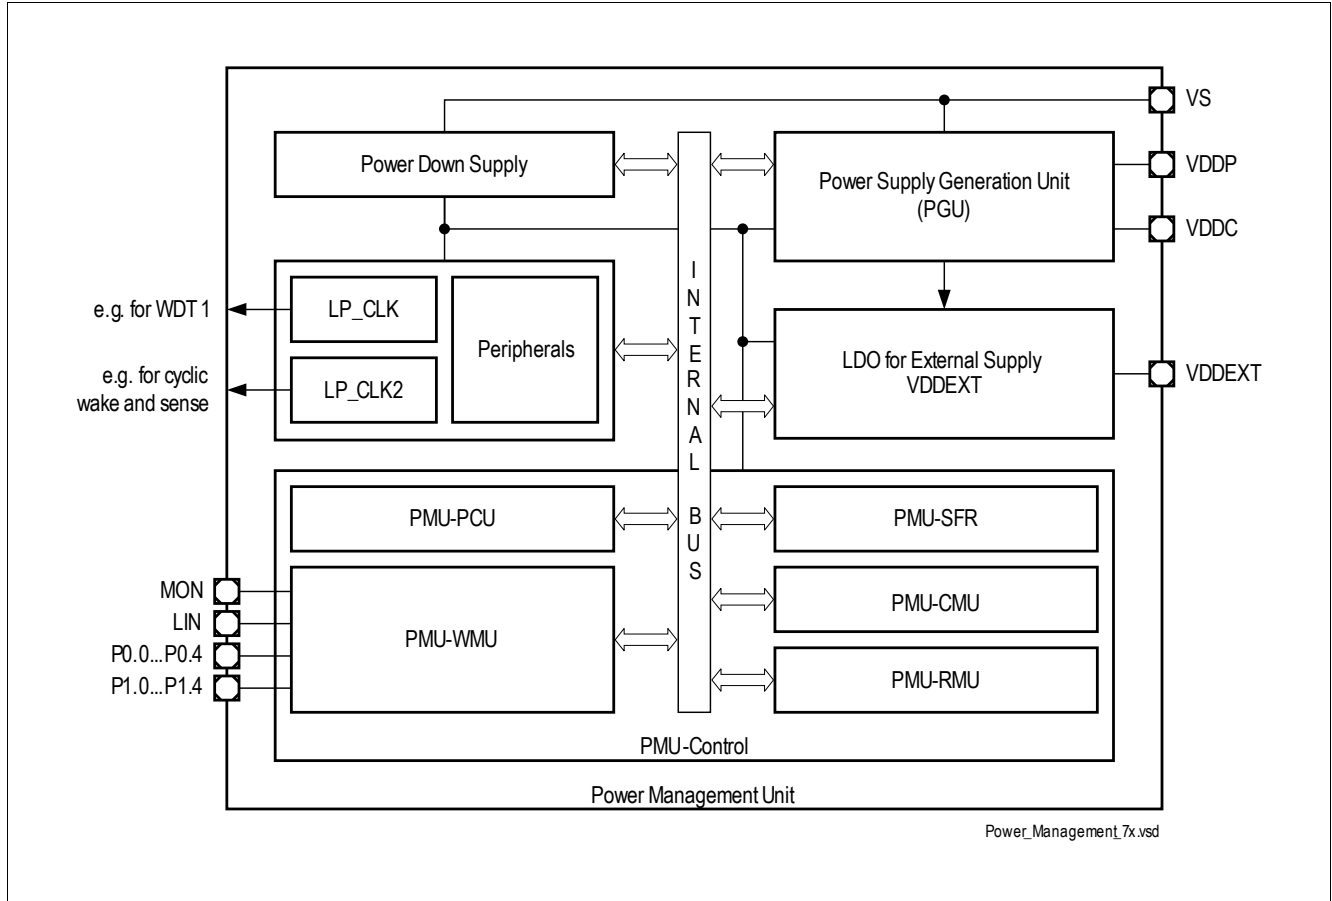 VS
Power Down Supply
Power Supply Generation Unit
(PGU)
VDDP
VDDC
e.g. for WDT 1
LP_CLK
e.g. for cyclic
wake and sense
LP_CLK2
Peripherals
I
N
T
E
R
N
A
L
B
U
S
LDO for External Supply
VDDEXT
VDDEXT
PMU-PCU
PMU-SFR
MON
LIN
P0.0...P0.4
P1.0...P1.4
PMU-WMU
PMU-CMU
PMU-RMU
PMU-Control
Power Management Unit
Power_Management_7x.vsd